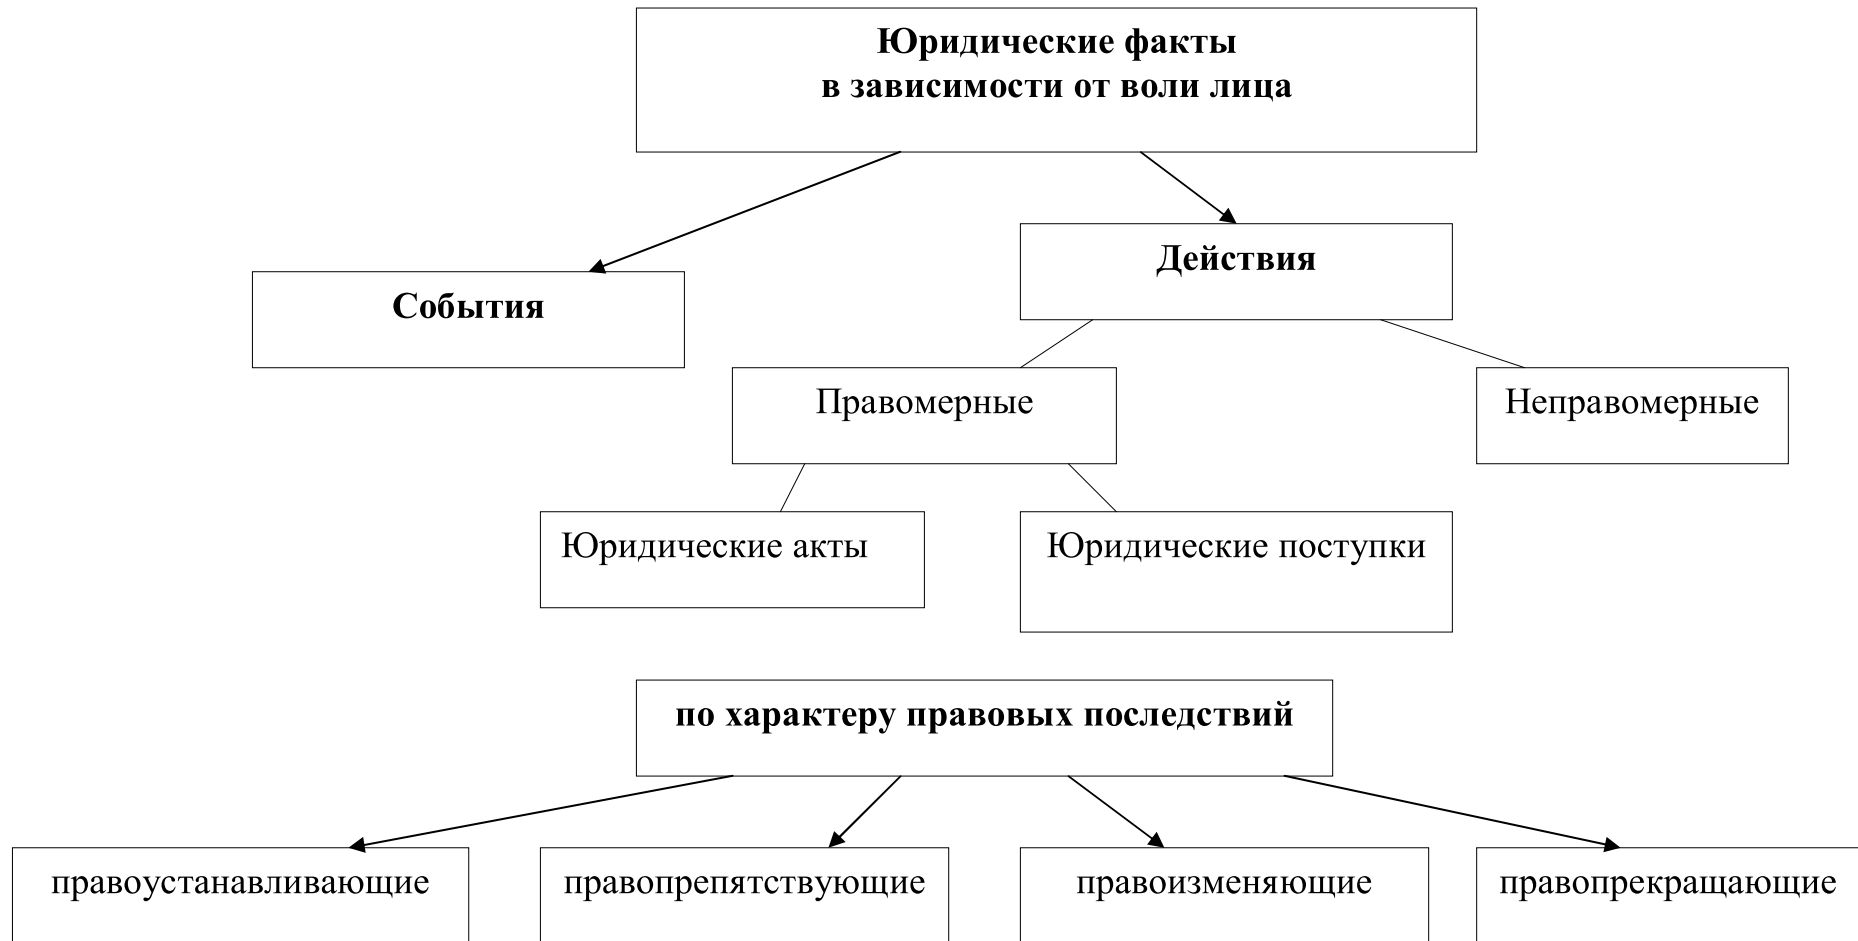 Юридические факты
в зависимости от воли лица
Действия
События
Правомерные
Неправомерные
Юридические акты
Юридические поступки
по характеру правовых последствий
правоустанавливающие
правопрепятствующие
правоизменяющие
правопрекращающие